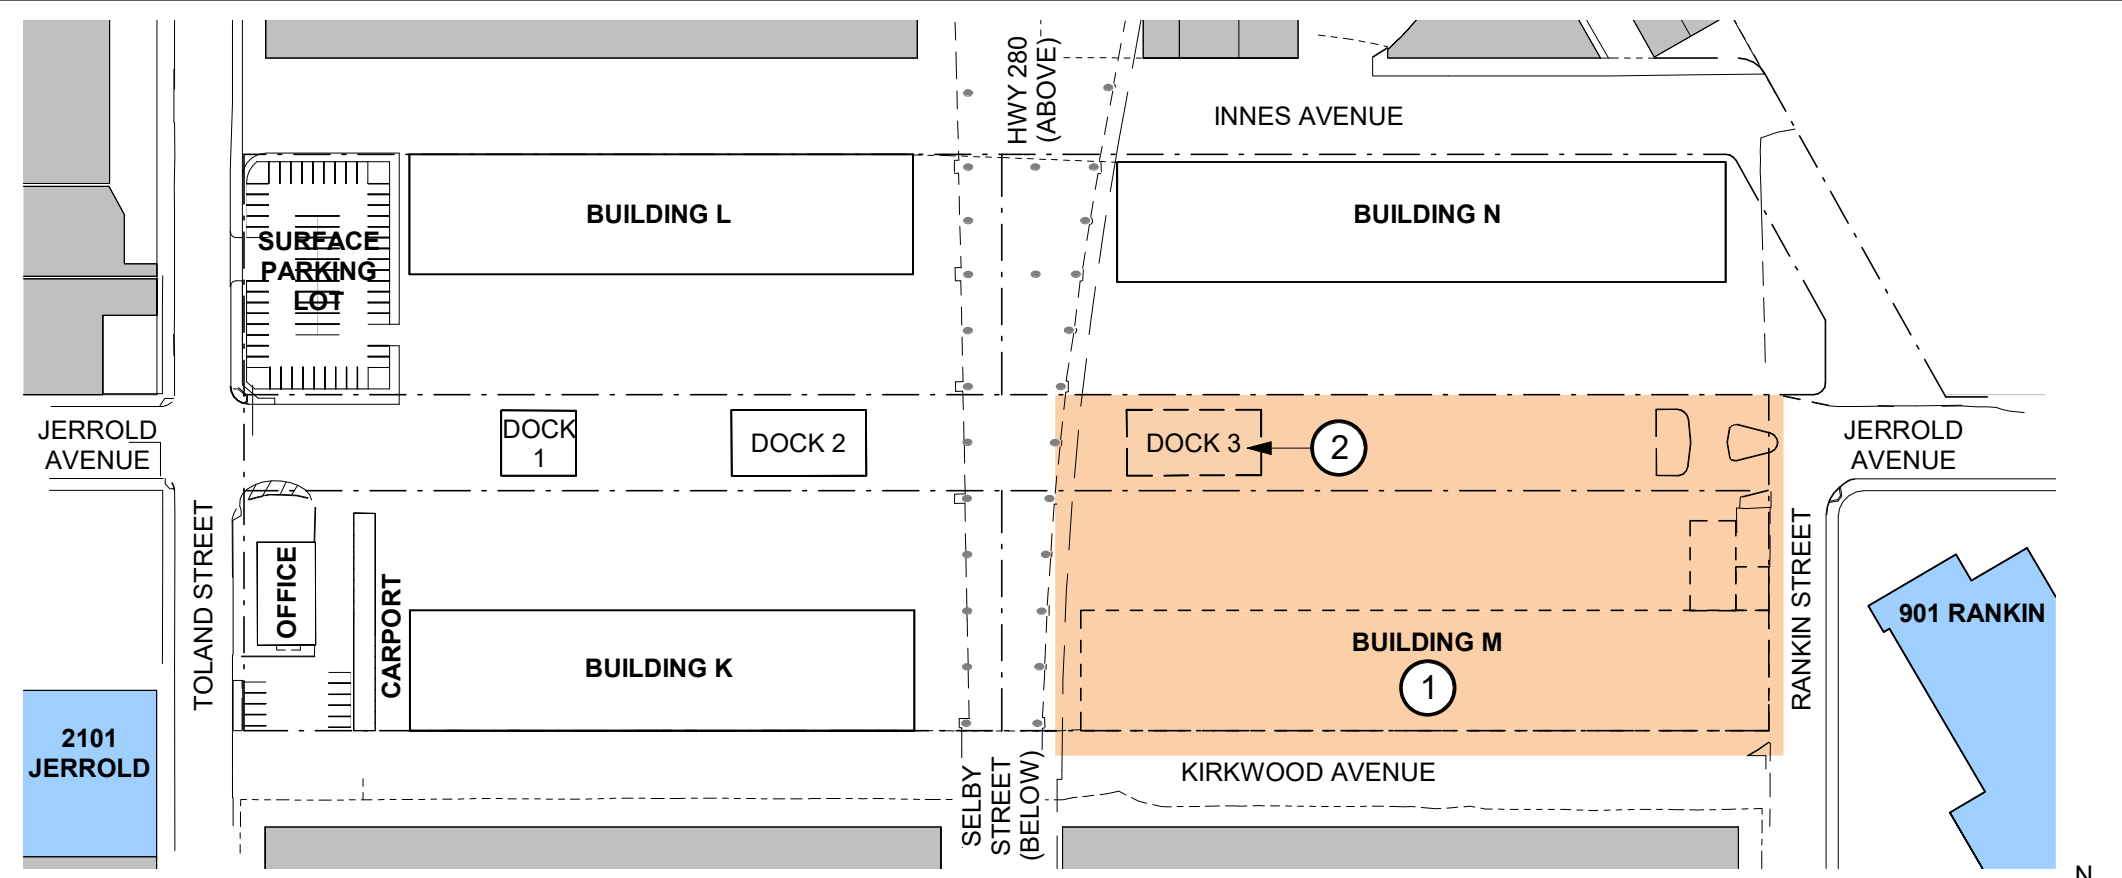 HWY 280
(ABOVE)
INNES AVENUE
BUILDING L
BUILDING N
SURFACE
PARKING
LOT
JERROLD
AVENUE
DOCK
1
DOCK 2
DOCK 3
2
JERROLD
AVENUE
TOLAND STREET
OFFICE
CARPORT
BUILDING K
BUILDING M
1
RANKIN STREET
901 RANKIN
2101
JERROLD
SELBY
STREET
(BELOW)
KIRKWOOD AVENUE
N